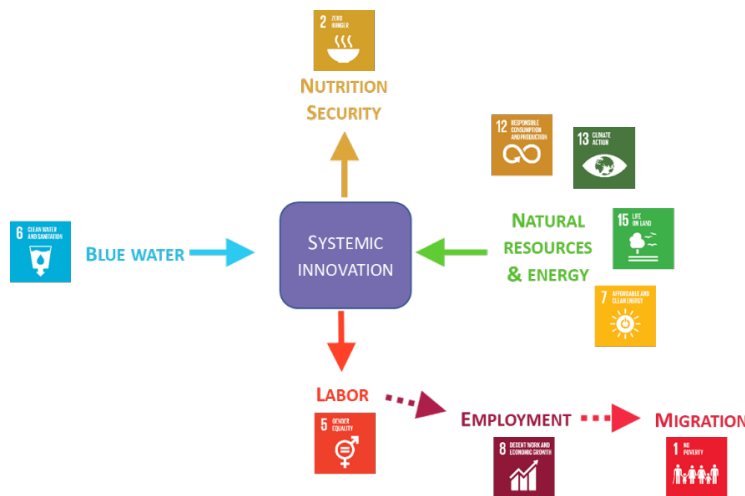 2 ZERO
HUNGER
NUTRITION
SECURITY
12 RESPONSIBLE
CONSUMPTION
AND PRODUCTION
13 CLIMATE
ACTION
6 CLEAN WATER
AND SANITATION
BLUE WATER
SYSTEMIC
INNOVATION
NATURAL
RESOURCES
& ENERGY
15 LIFE
ON LAND
7 AFFORDABLE AND
CLEAN ENERGY
LABOR
5 GENDER
EQUALITY
EMPLOYMENT
8 DECENT WORK AND
ECONOMIC GROWTH
MIGRATION
1 NO
POVERTY